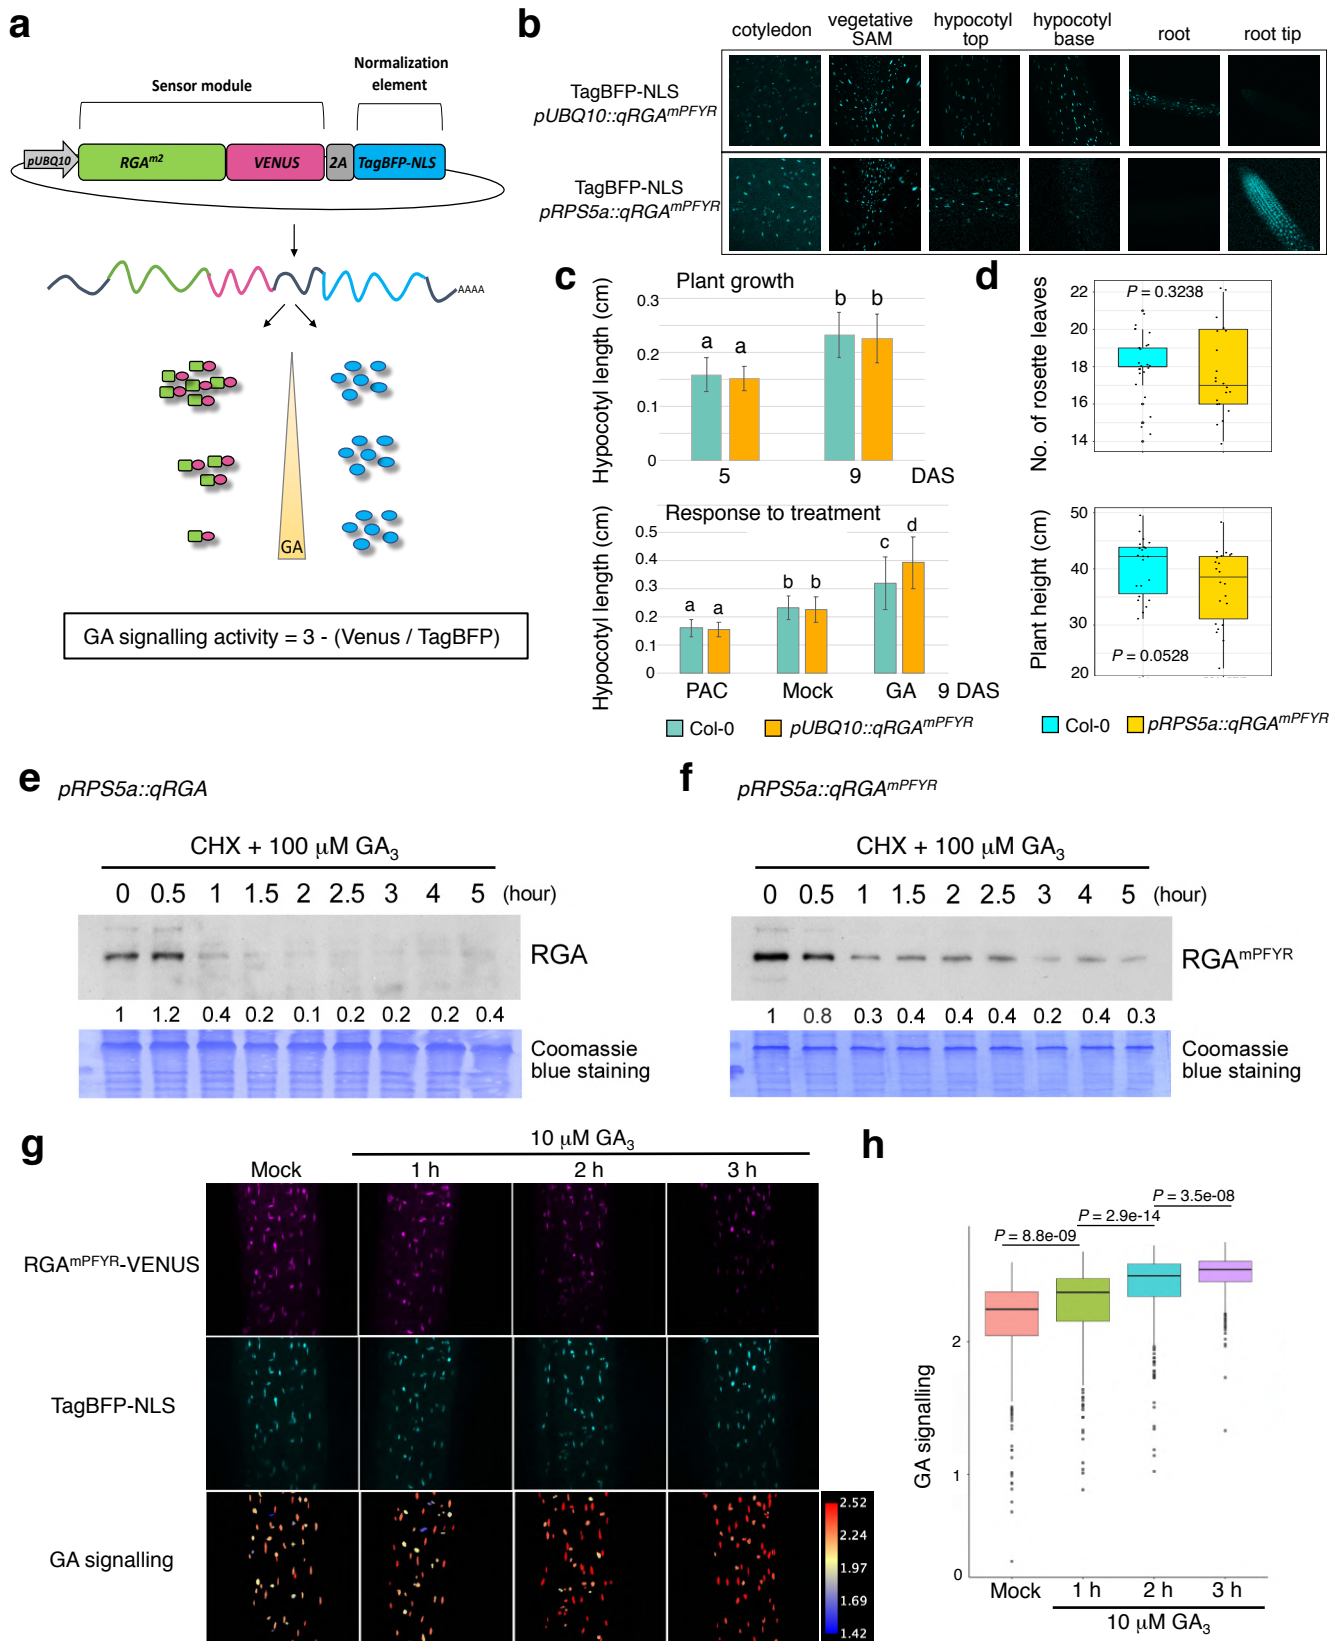 a
Sensor module
Normalization
element
pUBQ10
RGAm2
VENUS
2A
TagBFP-NLS
AAAA
GA
GA signalling activity = 3 - (Venus / TagBFP)
b
cotyledon
vegetative
SAM
hypocotyl
top
hypocotyl
base
root
root tip
TagBFP-NLS
pUBQ10::qRGAmPFYR
TagBFP-NLS
pRPS5a::qRGAmPFYR
c
Plant growth
Hypocotyl length (cm)
0.3
0.2
0.1
0
a
a
b
b
5
9
DAS
Response to treatment
Hypocotyl length (cm)
0.5
0.4
0.3
0.2
0.1
0
a
a
b
b
c
d
PAC
Mock
GA
9 DAS
Col-0
pUBQ10::qRGAmPFYR
d
No. of rosette leaves
22
20
18
16
14
P = 0.3238
Plant height (cm)
50
40
30
20
P = 0.0528
Col-0
pRPS5a::qRGAmPFYR
e
pRPS5a::qRGA
CHX + 100 μM GA3
0 0.5 1 1.5 2 2.5 3 4 5 (hour)
RGA
1 1.2 0.4 0.2 0.1 0.2 0.2 0.2 0.4
Coomassie
blue staining
f
pRPS5a::qRGAmPFYR
CHX + 100 μM GA3
0 0.5 1 1.5 2 2.5 3 4 5 (hour)
RGAmPFYR
1 0.8 0.3 0.4 0.4 0.4 0.2 0.4 0.3
Coomassie
blue staining
g
10 μM GA3
Mock
1 h
2 h
3 h
RGAmPFYR-VENUS
TagBFP-NLS
GA signalling
2.52
2.24
1.97
1.69
1.42
h
GA signalling
2
1
0
P = 8.8e-09
P = 2.9e-14
P = 3.5e-08
Mock
1 h
2 h
3 h
10 μM GA3